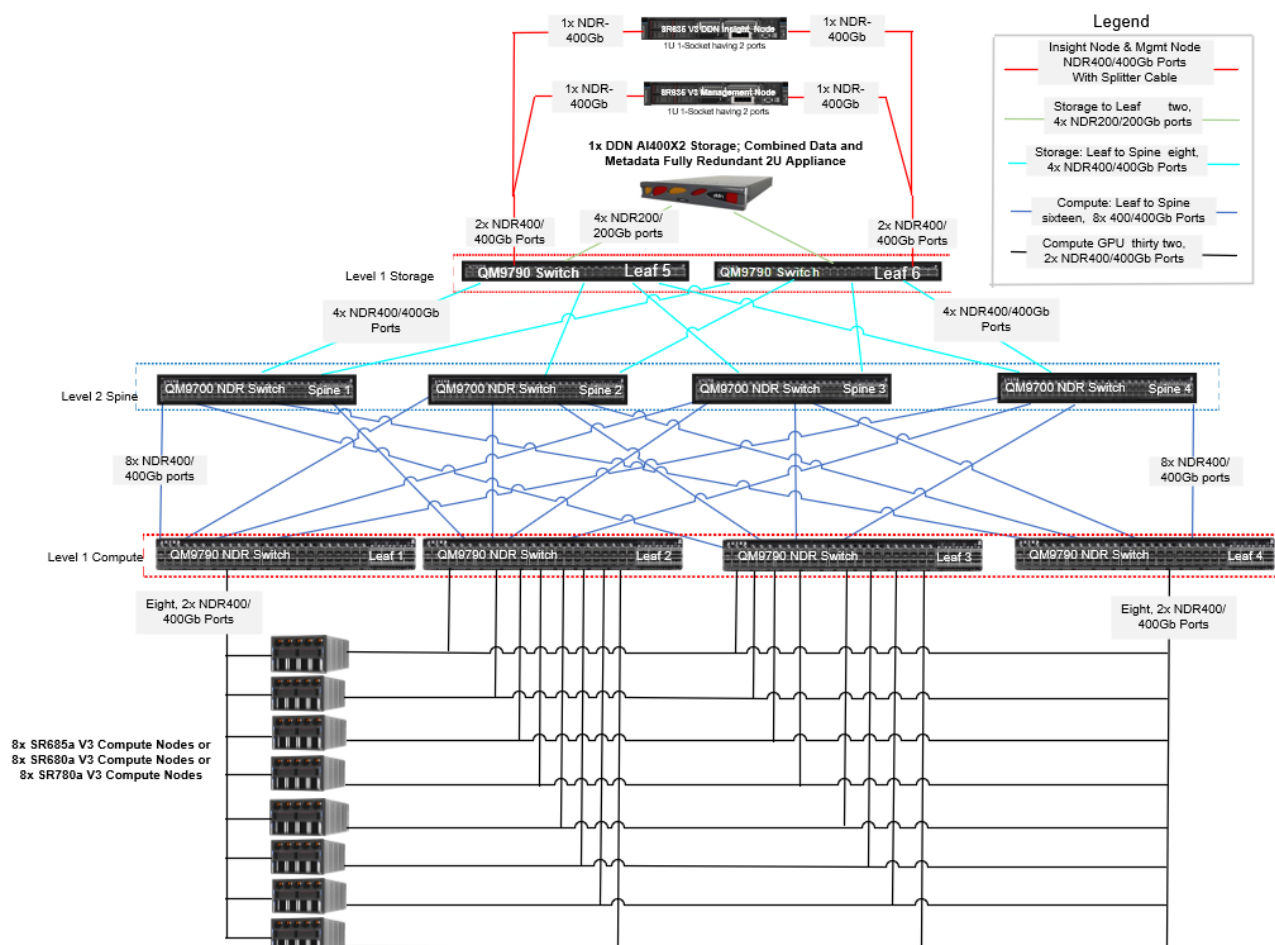 1x NDR-
400Gb
SR635 V3 DDN Insight Node
1U 1-Socket having 2 ports
1x NDR-
400Gb
1x NDR-
400Gb
SR635 V3 Management Node
1U 1-Socket having 2 ports
1x NDR-
400Gb
Legend
Insight Node & Mgmt Node
NDR400/400Gb Ports
With Splitter Cable
Storage to Leaf two,
4x NDR200/200Gb ports
Storage: Leaf to Spine eight,
4x NDR400/400Gb Ports
Compute: Leaf to Spine
sixteen, 8x 400/400Gb Ports
Compute GPU thirty two,
2x NDR400/400Gb Ports
1x DDN AI400X2 Storage; Combined Data and
Metadata Fully Redundant 2U Appliance
2x NDR400/
400Gb Ports
4x NDR200/
200Gb ports
2x NDR400/
400Gb Ports
Level 1 Storage
QM9790 Switch Leaf 5
QM9790 Switch Leaf 6
4x NDR400/400Gb
Ports
4x NDR400/400Gb
Ports
Level 2 Spine
QM9700 NDR Switch Spine 1
QM9700 NDR Switch Spine 2
QM9700 NDR Switch Spine 3
QM9700 NDR Switch Spine 4
8x NDR400/
400Gb ports
8x NDR400/
400Gb ports
Level 1 Compute
QM9790 NDR Switch Leaf 1
QM9790 NDR Switch Leaf 2
QM9790 NDR Switch Leaf 3
QM9790 NDR Switch Leaf 4
Eight, 2x NDR400/
400Gb Ports
Eight, 2x NDR400/
400Gb Ports
8x SR685a V3 Compute Nodes or
8x SR680a V3 Compute Nodes or
8x SR780a V3 Compute Nodes